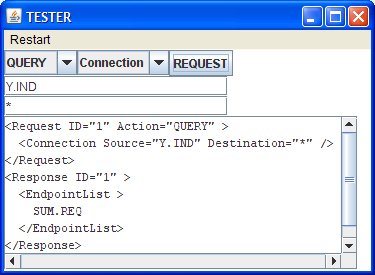 TESTER
Restart
QUERY Connection REQUEST
Y.IND
*
<Request ID="1" Action="QUERY" >
  <Connection Source="Y.IND" Destination="*" />
</Request>
<Response ID="1" >
  <EndpointList >
    SUM.REQ
  </EndpointList>
</Response>